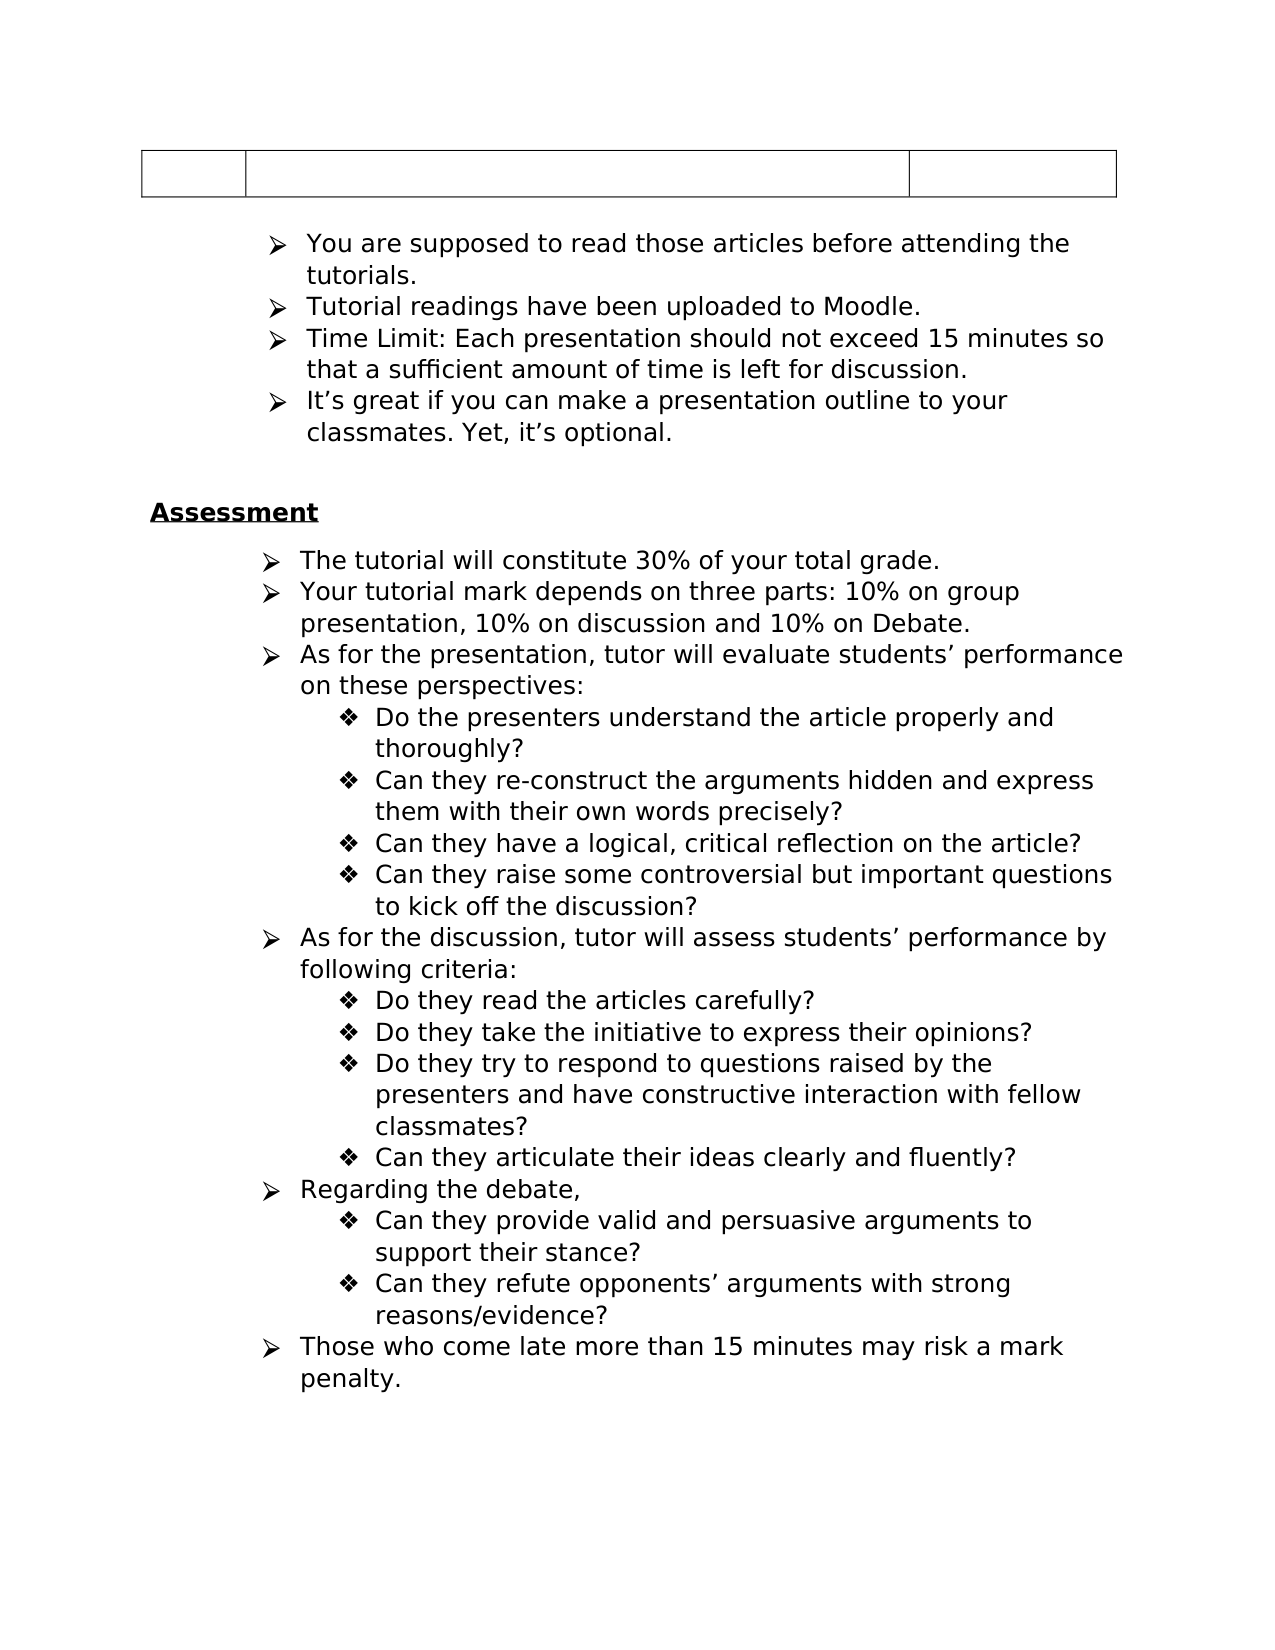 ➢ You are supposed to read those articles before attending the
tutorials.
➢ Tutorial readings have been uploaded to Moodle.
➢ Time Limit: Each presentation should not exceed 15 minutes so
that a sufficient amount of time is left for discussion.
➢ It’s great if you can make a presentation outline to your
classmates. Yet, it’s optional.
Assessment
➢ The tutorial will constitute 30% of your total grade.
➢ Your tutorial mark depends on three parts: 10% on group
presentation, 10% on discussion and 10% on Debate.
➢ As for the presentation, tutor will evaluate students’ performance
on these perspectives:
❖ Do the presenters understand the article properly and
thoroughly?
❖ Can they re-construct the arguments hidden and express
them with their own words precisely?
❖ Can they have a logical, critical reflection on the article?
❖ Can they raise some controversial but important questions
to kick off the discussion?
➢ As for the discussion, tutor will assess students’ performance by
following criteria:
❖ Do they read the articles carefully?
❖ Do they take the initiative to express their opinions?
❖ Do they try to respond to questions raised by the
presenters and have constructive interaction with fellow
classmates?
❖ Can they articulate their ideas clearly and fluently?
➢ Regarding the debate,
❖ Can they provide valid and persuasive arguments to
support their stance?
❖ Can they refute opponents’ arguments with strong
reasons/evidence?
➢ Those who come late more than 15 minutes may risk a mark
penalty.